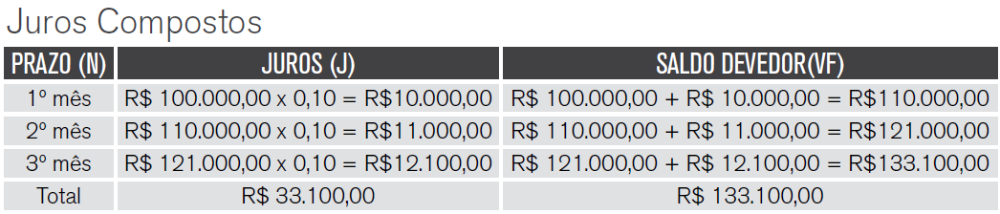 Juros Compostos
PRAZO (N) JUROS (J) SALDO DEVEDOR(VF)
1º mês R$ 100.000,00 x 0,10 = R$10.000,00 R$ 100.000,00 + R$ 10.000,00 = R$110.000,00
2º mês R$ 110.000,00 x 0,10 = R$11.000,00 R$ 110.000,00 + R$ 11.000,00 = R$121.000,00
3º mês R$ 121.000,00 x 0,10 = R$12.100,00 R$ 121.000,00 + R$ 12.100,00 = R$133.100,00
Total R$ 33.100,00 R$ 133.100,00